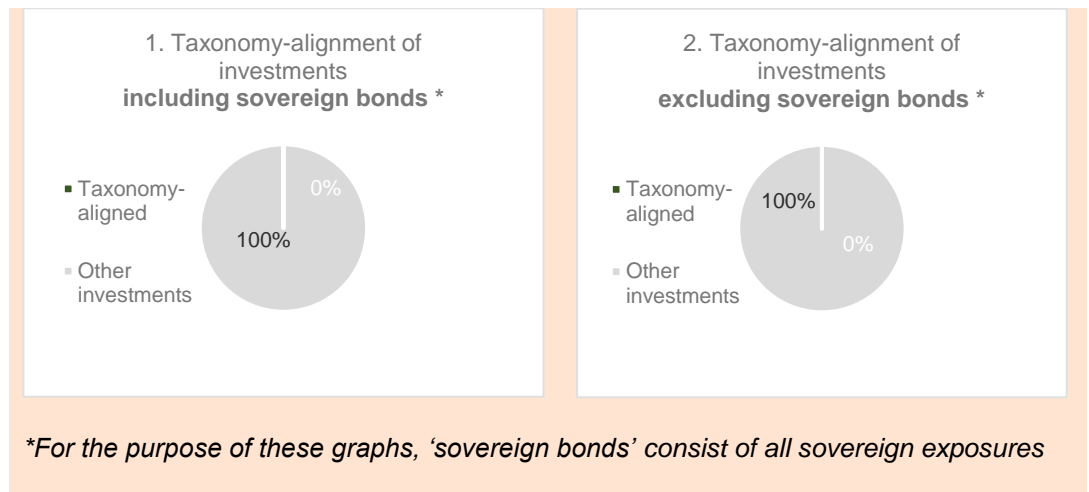 1. Taxonomy-alignment of
investments
including sovereign bonds *
Taxonomy-
aligned
Other
investments
0%
100%
2. Taxonomy-alignment of
investments
excluding sovereign bonds *
Taxonomy-
aligned
Other
investments
100%
0%
*For the purpose of these graphs, ‘sovereign bonds’ consist of all sovereign exposures